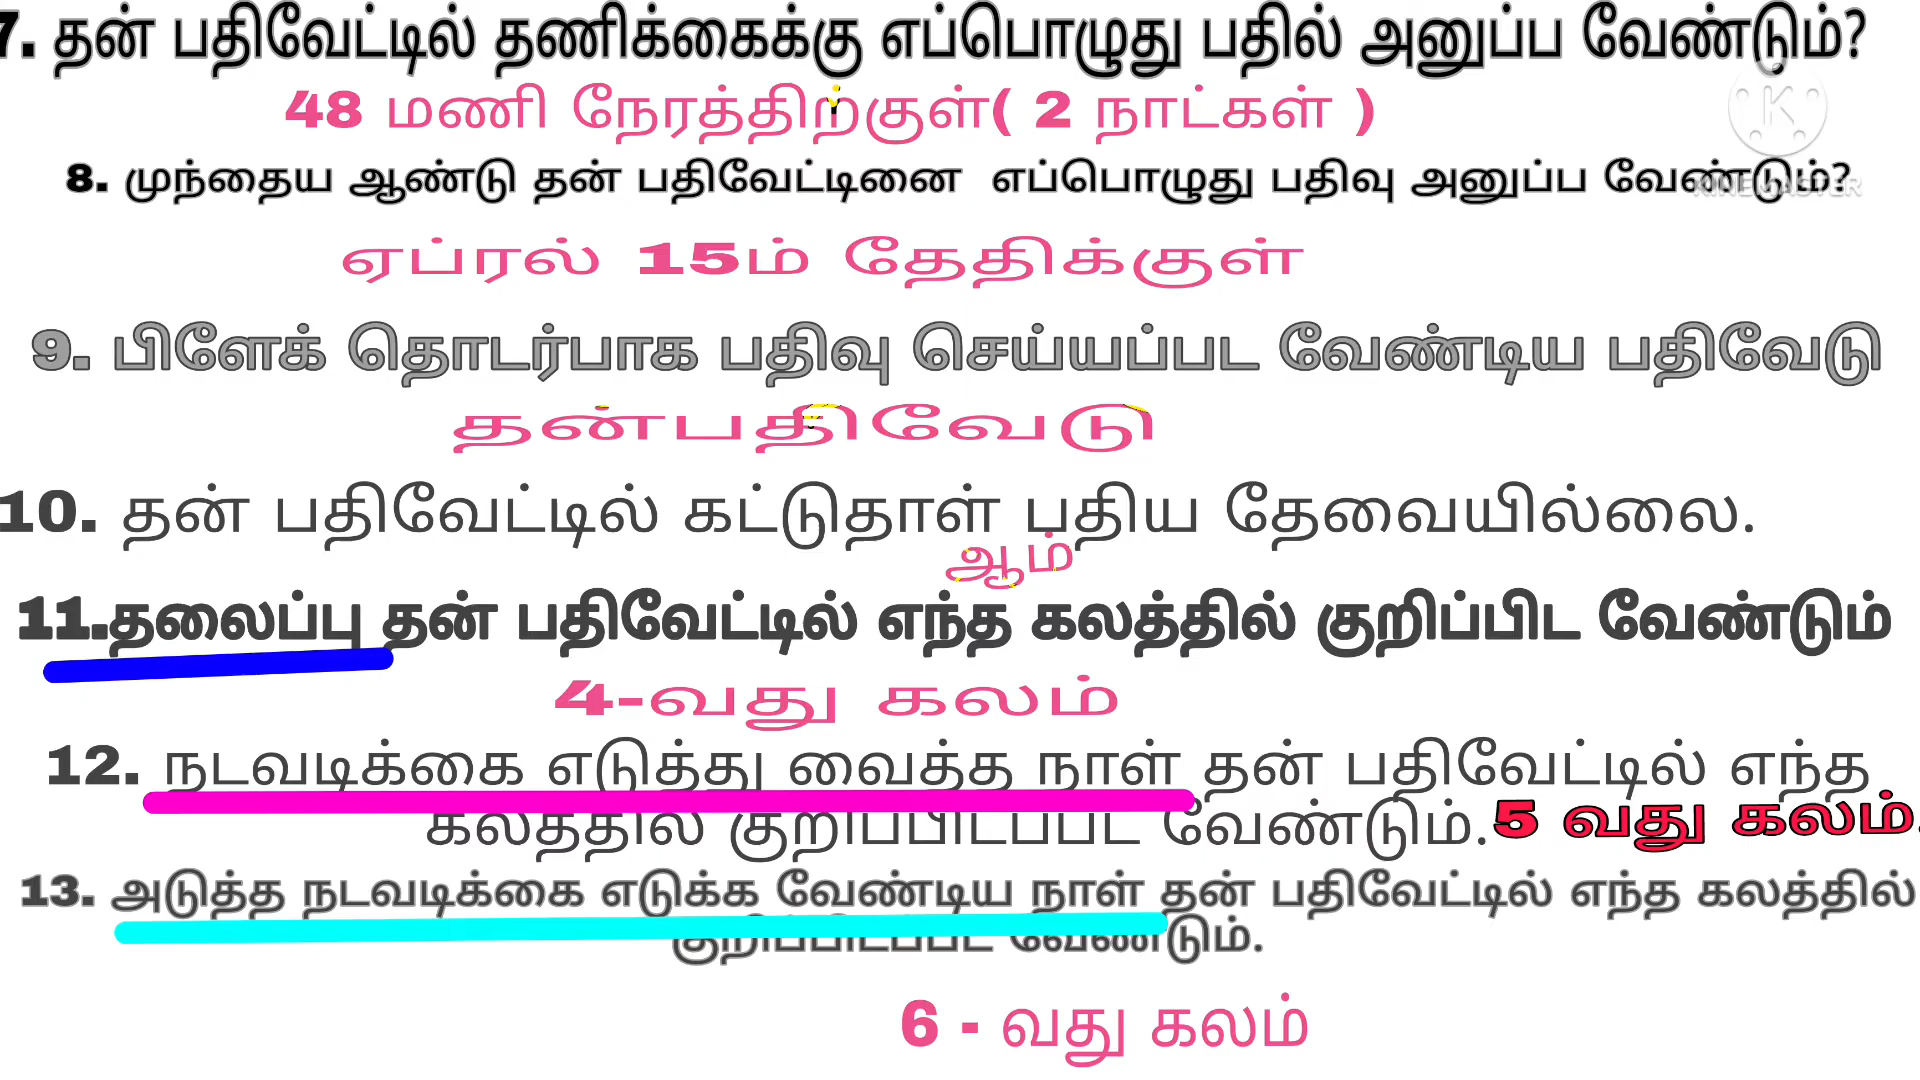 7. தன் பதிவேட்டில் தணிக்கைக்கு எப்பொழுது பதில் அனுப்ப வேண்டும்?
48 மணி நேரத்திற்குள்( 2 நாட்கள் )
8. முந்தைய ஆண்டு தன் பதிவேட்டினை எப்பொழுது பதிவு அனுப்ப வேண்டும்?
KINEMASTER
ஏப்ரல் 15ம் தேதிக்குள்
9. பிளேக் தொடர்பாக பதிவு செய்யப்பட வேண்டிய பதிவேடு
தன்பதிவேடு
10. தன் பதிவேட்டில் கட்டுதாள் பதிய தேவையில்லை.
ஆம்
11.தலைப்பு தன் பதிவேட்டில் எந்த கலத்தில் குறிப்பிட வேண்டும்
4-வது கலம்
12. நடவடிக்கை எடுத்து வைத்த நாள் தன் பதிவேட்டில் எந்த
கலத்தில் குறிப்பிடப்பட வேண்டும். 5 வது கலம்.
13. அடுத்த நடவடிக்கை எடுக்க வேண்டிய நாள் தன் பதிவேட்டில் எந்த கலத்தில்
குறிப்பிடப்பட வேண்டும்.
6 - வது கலம்